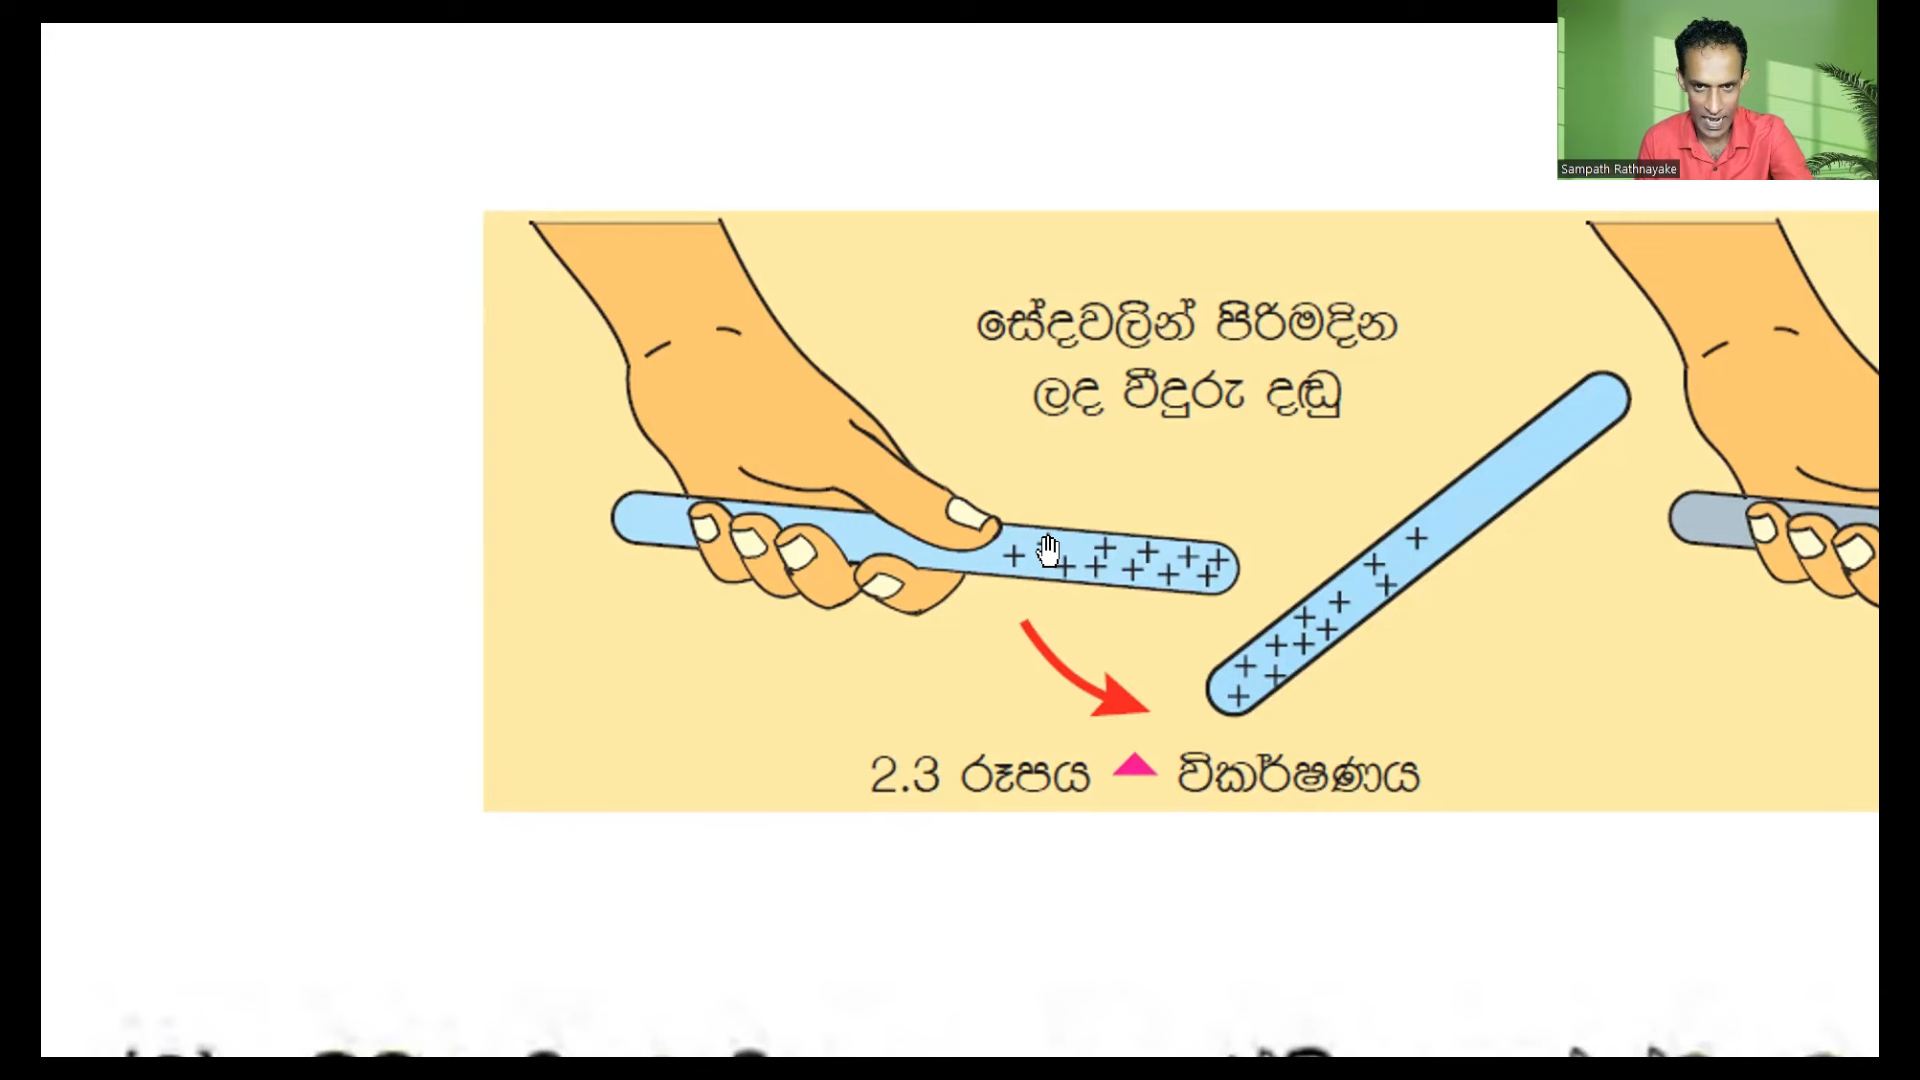 Sampath Rathnayake
සේදවලින් පිරිමදින
ලද වීදුරු දඬු
2.3 රූපය ▲ විකර්ෂණය